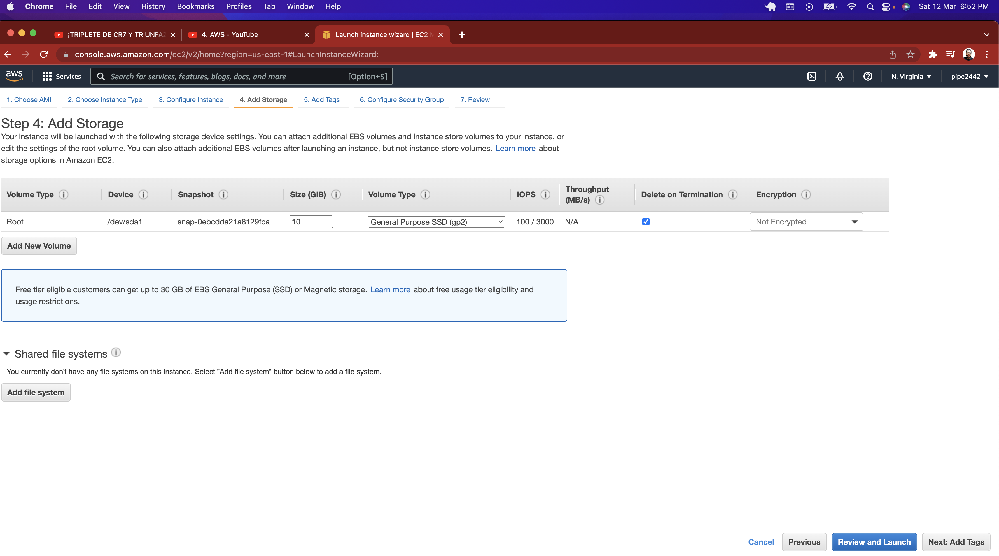 Chrome File Edit View History Bookmarks Profiles Tab Window Help Sat 12 Mar 6:52 PM
¡TRIPLETE DE CR7 Y TRIUNFAZ 4. AWS - YouTube Launch instance wizard | EC2 M
console.aws.amazon.com/ec2/v2/home?region=us-east-1#LaunchInstanceWizard:
aws Services Search for services, features, blogs, docs, and more [Option+S] N. Virginia pipe2442
1. Choose AMI 2. Choose Instance Type 3. Configure Instance 4. Add Storage 5. Add Tags 6. Configure Security Group 7. Review
Step 4: Add Storage
Your instance will be launched with the following storage device settings. You can attach additional EBS volumes and instance store volumes to your instance, or
edit the settings of the root volume. You can also attach additional EBS volumes after launching an instance, but not instance store volumes. Learn more about
storage options in Amazon EC2.
Volume Type Device Snapshot Size (GiB) Volume Type IOPS Throughput (MB/s) Delete on Termination Encryption
Root /dev/sda1 snap-0ebcdda21a8129fca 10 General Purpose SSD (gp2) 100 / 3000 N/A Not Encrypted
Add New Volume
Free tier eligible customers can get up to 30 GB of EBS General Purpose (SSD) or Magnetic storage. Learn more about free usage tier eligibility and
usage restrictions.
Shared file systems
You currently don't have any file systems on this instance. Select "Add file system" button below to add a file system.
Add file system
Cancel Previous Review and Launch Next: Add Tags